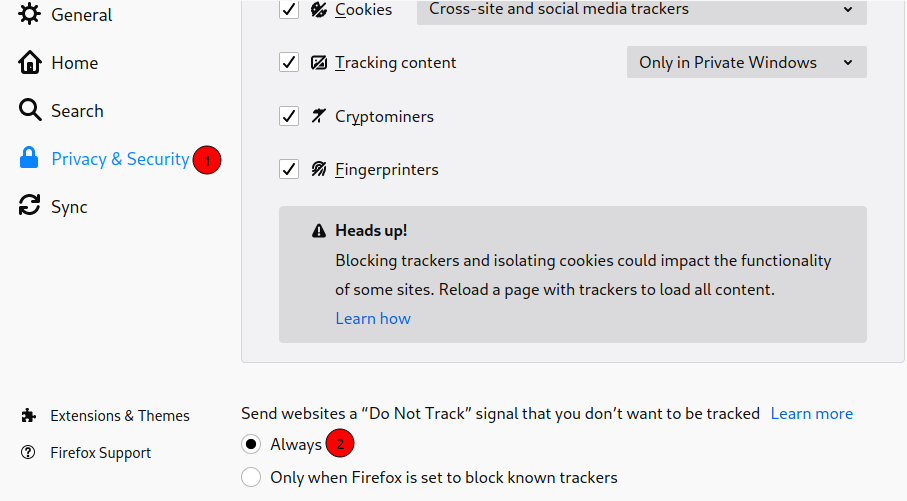 General
Home
Search
Privacy & Security 1
Sync
Extensions & Themes
Firefox Support
Cookies Cross-site and social media trackers
Tracking content Only in Private Windows
Cryptominers
Fingerprinters
Heads up!
Blocking trackers and isolating cookies could impact the functionality
of some sites. Reload a page with trackers to load all content.
Learn how
Send websites a “Do Not Track” signal that you don’t want to be tracked Learn more
Always 2
Only when Firefox is set to block known trackers